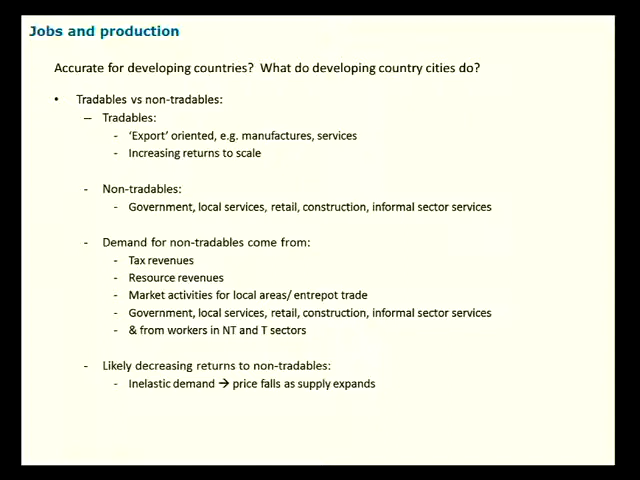 Jobs and production
Accurate for developing countries? What do developing country cities do?
• Tradables vs non-tradables:
– Tradables:
- ‘Export’ oriented, e.g. manufactures, services
- Increasing returns to scale
- Non-tradables:
- Government, local services, retail, construction, informal sector services
- Demand for non-tradables come from:
- Tax revenues
- Resource revenues
- Market activities for local areas/ entrepot trade
- Government, local services, retail, construction, informal sector services
- & from workers in NT and T sectors
- Likely decreasing returns to non-tradables:
- Inelastic demand → price falls as supply expands